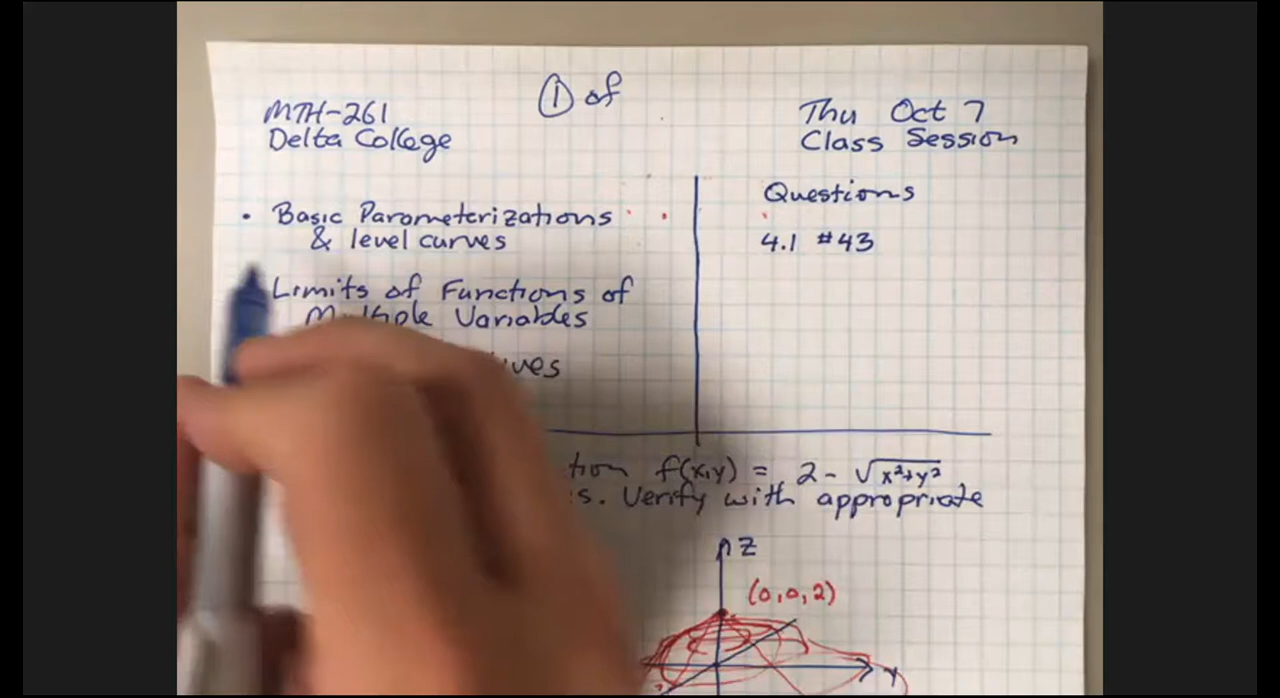 ① of
MTH-261
Delta College
Thu Oct 7
Class Session
• Basic Parameterizations
& level curves
Limits of Functions of
Multiple Variables
Questions
4.1 #43
f(x,y) = 2 - √x²+y²
Verify with appropriate
Z
(0,0,2)
Y